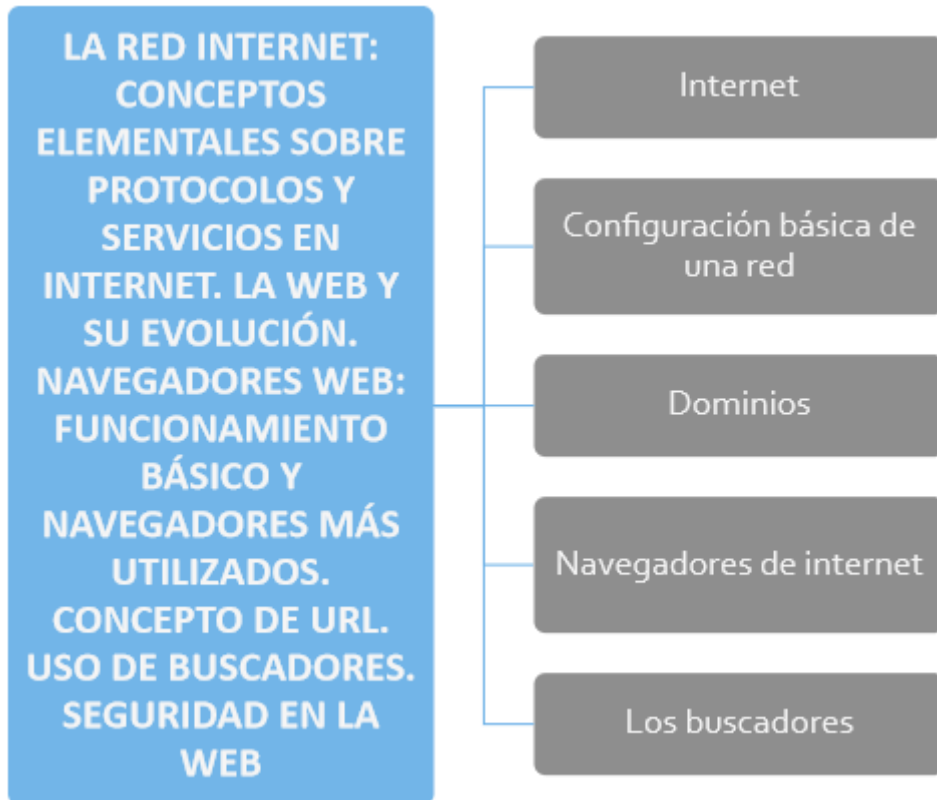 LA RED INTERNET:
CONCEPTOS
ELEMENTALES SOBRE
PROTOCOLOS Y
SERVICIOS EN
INTERNET. LA WEB Y
SU EVOLUCIÓN.
NAVEGADORES WEB:
FUNCIONAMIENTO
BÁSICO Y
NAVEGADORES MÁS
UTILIZADOS.
CONCEPTO DE URL.
USO DE BUSCADORES.
SEGURIDAD EN LA
WEB
Internet
Configuración básica de
una red
Dominios
Navegadores de internet
Los buscadores